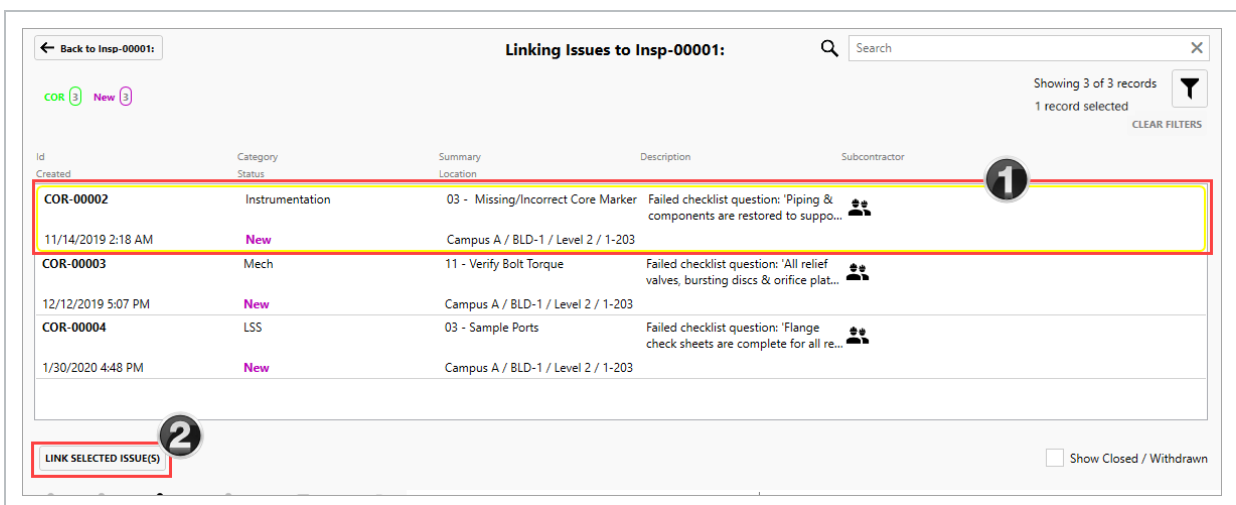 Back to Insp-00001:
Linking Issues to Insp-00001:
Search
COR 3 New 3
Showing 3 of 3 records
1 record selected
CLEAR FILTERS
Id Category Summary Description Subcontractor
Created Status Location
1
COR-00002 Instrumentation 03 - Missing/Incorrect Core Marker Failed checklist question: 'Piping &
components are restored to suppo...
11/14/2019 2:18 AM New Campus A / BLD-1 / Level 2 / 1-203
COR-00003 Mech 11 - Verify Bolt Torque Failed checklist question: 'All relief
valves, bursting discs & orifice plat...
12/12/2019 5:07 PM New Campus A / BLD-1 / Level 2 / 1-203
COR-00004 LSS 03 - Sample Ports Failed checklist question: 'Flange
check sheets are complete for all re...
1/30/2020 4:48 PM New Campus A / BLD-1 / Level 2 / 1-203
2
LINK SELECTED ISSUE(S) Show Closed / Withdrawn